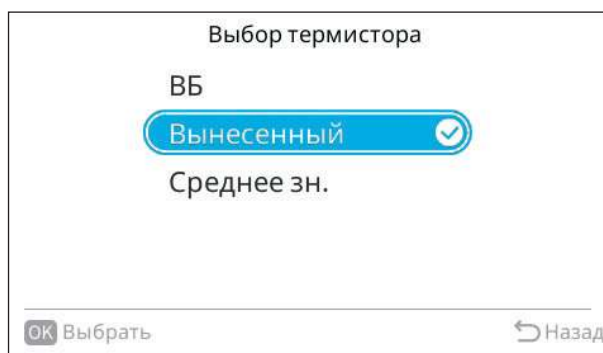 Выбор термистора
ВБ
Вынесенный
Среднее зн.
OK Выбрать Назад